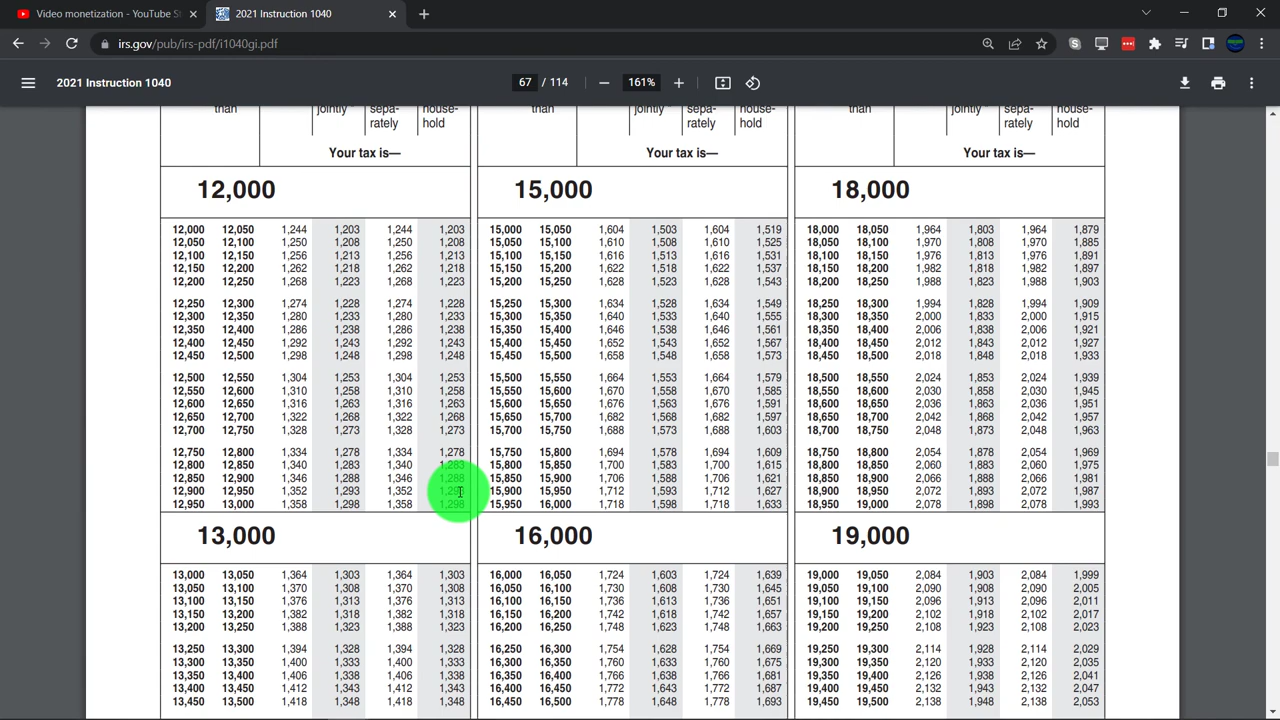 Video monetization - YouTube S
2021 Instruction 1040
irs.gov/pub/irs-pdf/i1040gi.pdf
2021 Instruction 1040
67 / 114
161%
than jointly sepa- house- than jointly sepa- house- than jointly sepa- house-
rately hold rately hold rately hold
Your tax is— Your tax is— Your tax is—
12,000 15,000 18,000
12,000 12,050 1,244 1,203 1,244 1,203 15,000 15,050 1,604 1,503 1,604 1,519 18,000 18,050 1,964 1,803 1,964 1,879
12,050 12,100 1,250 1,208 1,250 1,208 15,050 15,100 1,610 1,508 1,610 1,525 18,050 18,100 1,970 1,808 1,970 1,885
12,100 12,150 1,256 1,213 1,256 1,213 15,100 15,150 1,616 1,513 1,616 1,531 18,100 18,150 1,976 1,813 1,976 1,891
12,150 12,200 1,262 1,218 1,262 1,218 15,150 15,200 1,622 1,518 1,622 1,537 18,150 18,200 1,982 1,818 1,982 1,897
12,200 12,250 1,268 1,223 1,268 1,223 15,200 15,250 1,628 1,523 1,628 1,543 18,200 18,250 1,988 1,823 1,988 1,903
12,250 12,300 1,274 1,228 1,274 1,228 15,250 15,300 1,634 1,528 1,634 1,549 18,250 18,300 1,994 1,828 1,994 1,909
12,300 12,350 1,280 1,233 1,280 1,233 15,300 15,350 1,640 1,533 1,640 1,555 18,300 18,350 2,000 1,833 2,000 1,915
12,350 12,400 1,286 1,238 1,286 1,238 15,350 15,400 1,646 1,538 1,646 1,561 18,350 18,400 2,006 1,838 2,006 1,921
12,400 12,450 1,292 1,243 1,292 1,243 15,400 15,450 1,652 1,543 1,652 1,567 18,400 18,450 2,012 1,843 2,012 1,927
12,450 12,500 1,298 1,248 1,298 1,248 15,450 15,500 1,658 1,548 1,658 1,573 18,450 18,500 2,018 1,848 2,018 1,933
12,500 12,550 1,304 1,253 1,304 1,253 15,500 15,550 1,664 1,553 1,664 1,579 18,500 18,550 2,024 1,853 2,024 1,939
12,550 12,600 1,310 1,258 1,310 1,258 15,550 15,600 1,670 1,558 1,670 1,585 18,550 18,600 2,030 1,858 2,030 1,945
12,600 12,650 1,316 1,263 1,316 1,263 15,600 15,650 1,676 1,563 1,676 1,591 18,600 18,650 2,036 1,863 2,036 1,951
12,650 12,700 1,322 1,268 1,322 1,268 15,650 15,700 1,682 1,568 1,682 1,597 18,650 18,700 2,042 1,868 2,042 1,957
12,700 12,750 1,328 1,273 1,328 1,273 15,700 15,750 1,688 1,573 1,688 1,603 18,700 18,750 2,048 1,873 2,048 1,963
12,750 12,800 1,334 1,278 1,334 1,278 15,750 15,800 1,694 1,578 1,694 1,609 18,750 18,800 2,054 1,878 2,054 1,969
12,800 12,850 1,340 1,283 1,340 1,283 15,800 15,850 1,700 1,583 1,700 1,615 18,800 18,850 2,060 1,883 2,060 1,975
12,850 12,900 1,346 1,288 1,346 1,288 15,850 15,900 1,706 1,588 1,706 1,621 18,850 18,900 2,066 1,888 2,066 1,981
12,900 12,950 1,352 1,293 1,352 15,900 15,950 1,712 1,593 1,712 1,627 18,900 18,950 2,072 1,893 2,072 1,987
12,950 13,000 1,358 1,298 1,358 1,298 15,950 16,000 1,718 1,598 1,718 1,633 18,950 19,000 2,078 1,898 2,078 1,993
13,000 16,000 19,000
13,000 13,050 1,364 1,303 1,364 1,303 16,000 16,050 1,724 1,603 1,724 1,639 19,000 19,050 2,084 1,903 2,084 1,999
13,050 13,100 1,370 1,308 1,370 1,308 16,050 16,100 1,730 1,608 1,730 1,645 19,050 19,100 2,090 1,908 2,090 2,005
13,100 13,150 1,376 1,313 1,376 1,313 16,100 16,150 1,736 1,613 1,736 1,651 19,100 19,150 2,096 1,913 2,096 2,011
13,150 13,200 1,382 1,318 1,382 1,318 16,150 16,200 1,742 1,618 1,742 1,657 19,150 19,200 2,102 1,918 2,102 2,017
13,200 13,250 1,388 1,323 1,388 1,323 16,200 16,250 1,748 1,623 1,748 1,663 19,200 19,250 2,108 1,923 2,108 2,023
13,250 13,300 1,394 1,328 1,394 1,328 16,250 16,300 1,754 1,628 1,754 1,669 19,250 19,300 2,114 1,928 2,114 2,029
13,300 13,350 1,400 1,333 1,400 1,333 16,300 16,350 1,760 1,633 1,760 1,675 19,300 19,350 2,120 1,933 2,120 2,035
13,350 13,400 1,406 1,338 1,406 1,338 16,350 16,400 1,766 1,638 1,766 1,681 19,350 19,400 2,126 1,938 2,126 2,041
13,400 13,450 1,412 1,343 1,412 1,343 16,400 16,450 1,772 1,643 1,772 1,687 19,400 19,450 2,132 1,943 2,132 2,047
13,450 13,500 1,418 1,348 1,418 1,348 16,450 16,500 1,778 1,648 1,778 1,693 19,450 19,500 2,138 1,948 2,138 2,053